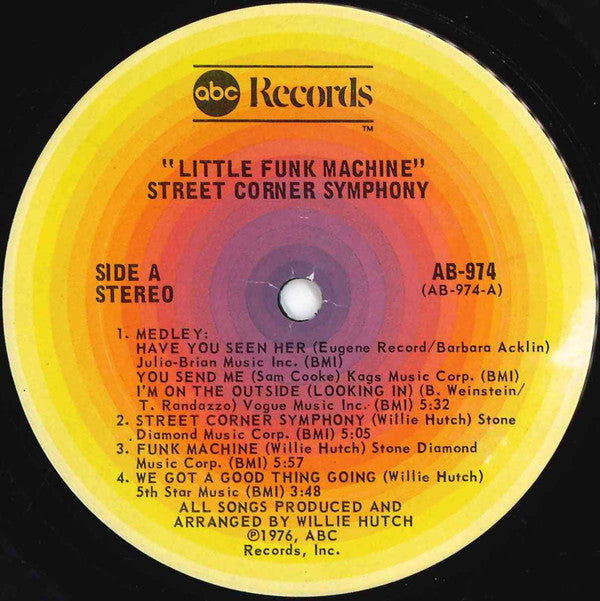 abc Records
TM
"LITTLE FUNK MACHINE"
STREET CORNER SYMPHONY
SIDE A
STEREO
AB-974
(AB-974-A)
1. MEDLEY:
HAVE YOU SEEN HER (Eugene Record/Barbara Acklin)
Julio-Brian Music Inc. (BMI)
YOU SEND ME (Sam Cooke) Kags Music Corp. (BMI)
I'M ON THE OUTSIDE (LOOKING IN) (B. Weinstein/
T. Randazzo) Vogue Music Inc. (BMI) 5:32
2. STREET CORNER SYMPHONY (Willie Hutch) Stone
Diamond Music Corp. (BMI) 5:05
3. FUNK MACHINE (Willie Hutch) Stone Diamond
Music Corp. (BMI) 5:57
4. WE GOT A GOOD THING GOING (Willie Hutch)
5th Star Music (BMI) 3:48
ALL SONGS PRODUCED AND
ARRANGED BY WILLIE HUTCH
℗1976, ABC
Records, Inc.